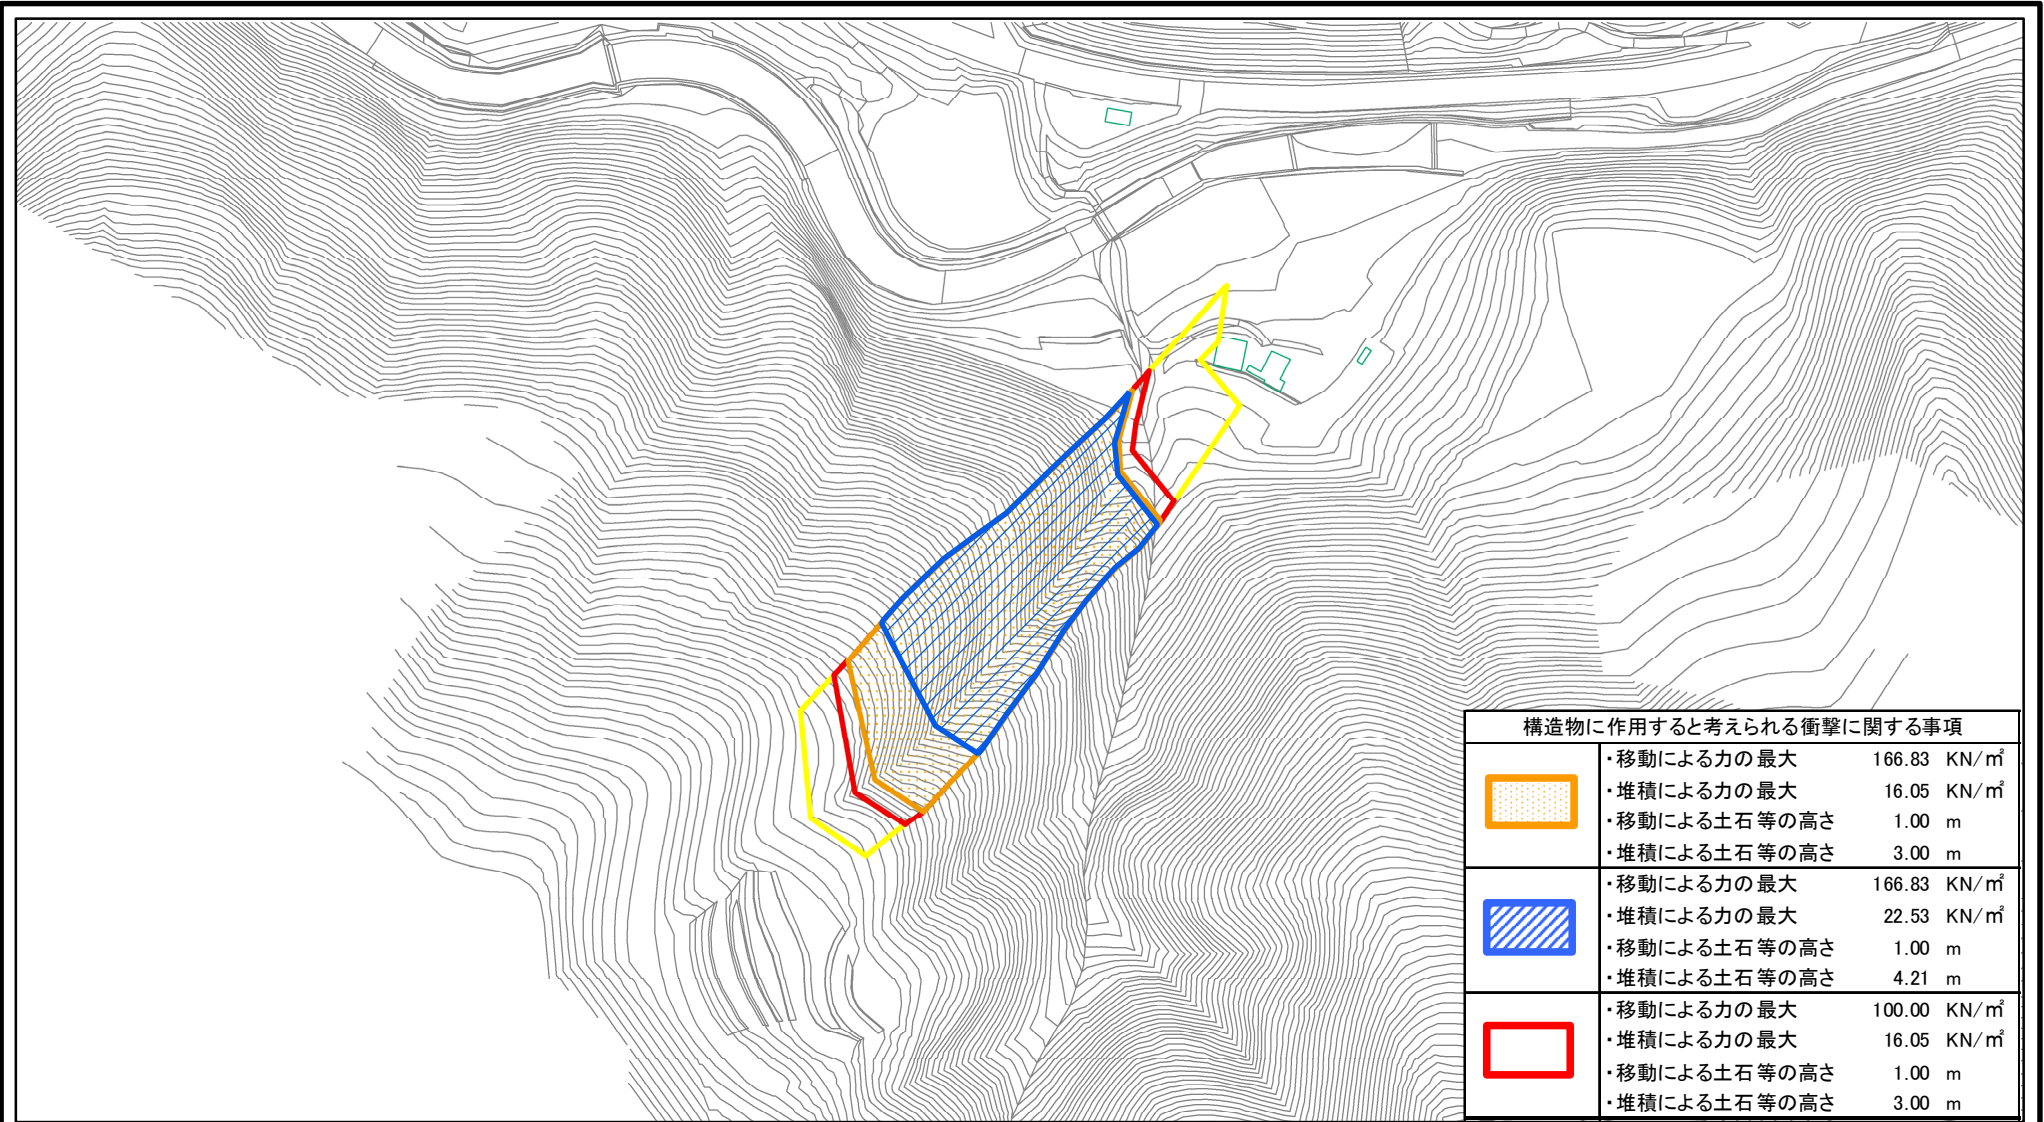 構造物に作用すると考えられる衝撃に関する事項
・移動による力の最大 166.83 KN/㎡
・堆積による力の最大 16.05 KN/㎡
・移動による土石等の高さ 1.00 m
・堆積による土石等の高さ 3.00 m
・移動による力の最大 166.83 KN/㎡
・堆積による力の最大 22.53 KN/㎡
・移動による土石等の高さ 1.00 m
・堆積による土石等の高さ 4.21 m
・移動による力の最大 100.00 KN/㎡
・堆積による力の最大 16.05 KN/㎡
・移動による土石等の高さ 1.00 m
・堆積による土石等の高さ 3.00 m